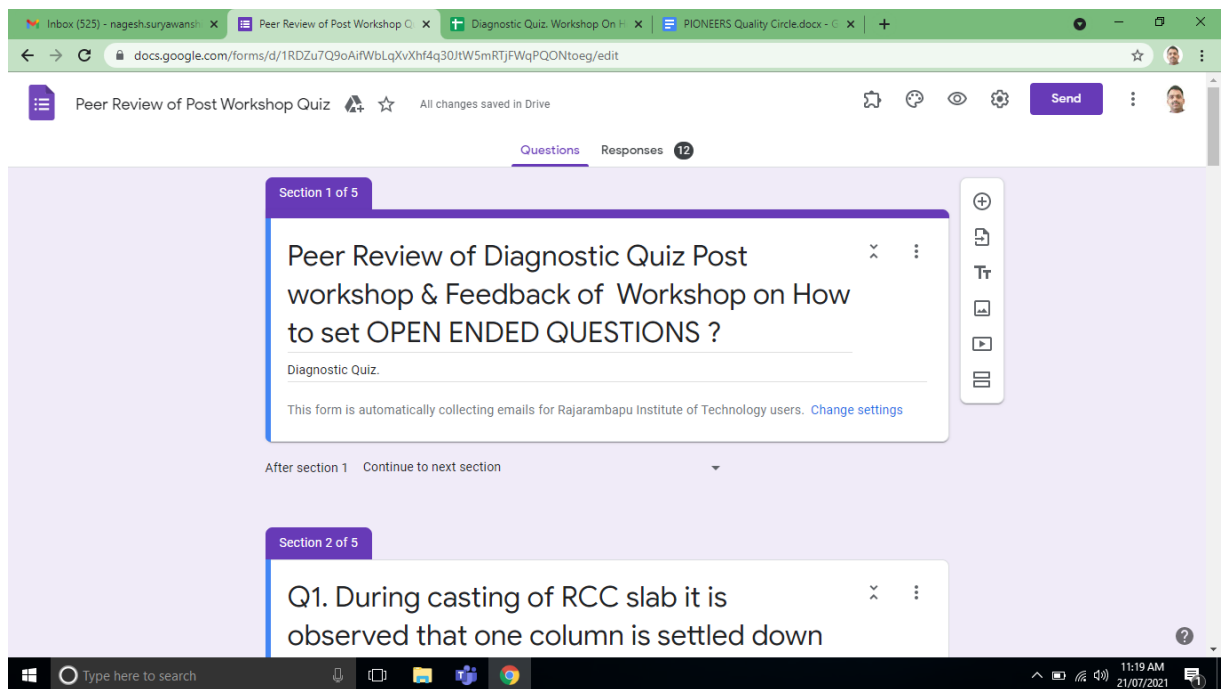 Inbox (525) - nagesh.suryawansh
Peer Review of Post Workshop Q
Diagnostic Quiz. Workshop On H
PIONEERS Quality Circle.docx - G
docs.google.com/forms/d/1RDZu7Q9oAifWbLqXvXhf4q30JtW5mRTjFWqPQONtoeg/edit
Peer Review of Post Workshop Quiz
All changes saved in Drive
Send
Questions
Responses 12
Section 1 of 5
Peer Review of Diagnostic Quiz Post
workshop & Feedback of Workshop on How
to set OPEN ENDED QUESTIONS ?
Diagnostic Quiz.
This form is automatically collecting emails for Rajarambapu Institute of Technology users. Change settings
After section 1 Continue to next section
Section 2 of 5
Q1. During casting of RCC slab it is
observed that one column is settled down
Type here to search
11:19 AM
21/07/2021
1